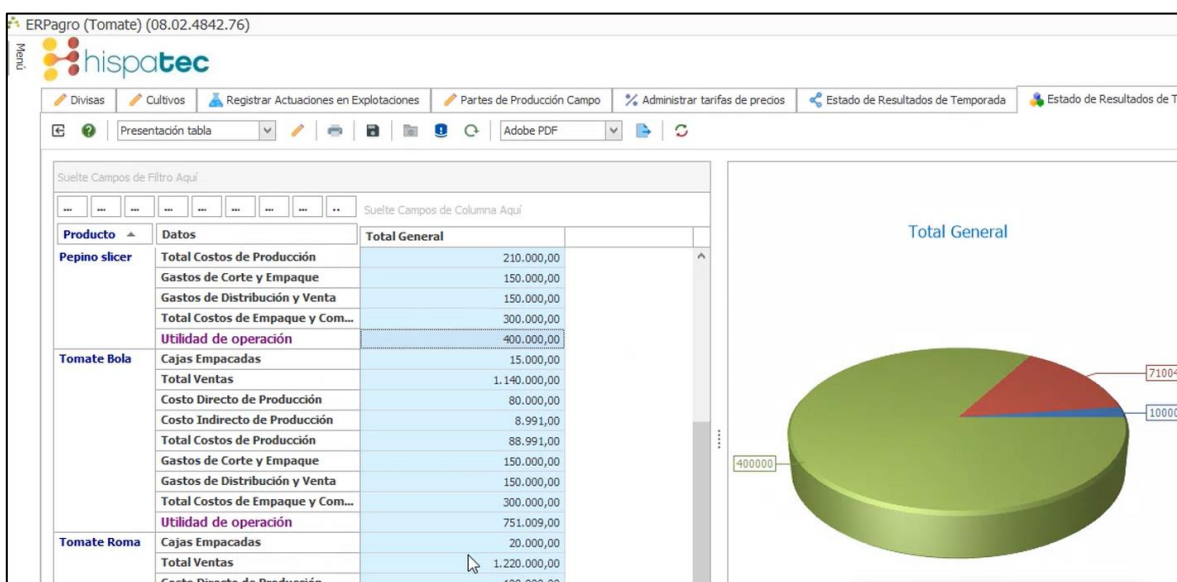 ERPagro (Tomate) (08.02.4842.76)
Menú
hispatec
Divisas Cultivos Registrar Actuaciones en Explotaciones Partes de Producción Campo Administrar tarifas de precios Estado de Resultados de Temporada Estado de Resultados de T
Presentación tabla Adobe PDF
Suelte Campos de Filtro Aquí
... ... ... ... ... ... ... ... .. Suelte Campos de Columna Aquí
Producto Datos Total General
Pepino slicer Total Costos de Producción 210.000,00
Gastos de Corte y Empaque 150.000,00
Gastos de Distribución y Venta 150.000,00
Total Costos de Empaque y Com... 300.000,00
Utilidad de operación 400.000,00
Tomate Bola Cajas Empacadas 15.000,00
Total Ventas 1.140.000,00
Costo Directo de Producción 80.000,00
Costo Indirecto de Producción 8.991,00
Total Costos de Producción 88.991,00
Gastos de Corte y Empaque 150.000,00
Gastos de Distribución y Venta 150.000,00
Total Costos de Empaque y Com... 300.000,00
Utilidad de operación 751.009,00
Tomate Roma Cajas Empacadas 20.000,00
Total Ventas 1.220.000,00
Costo Directo de Producción
Total General
71004
10000
400000